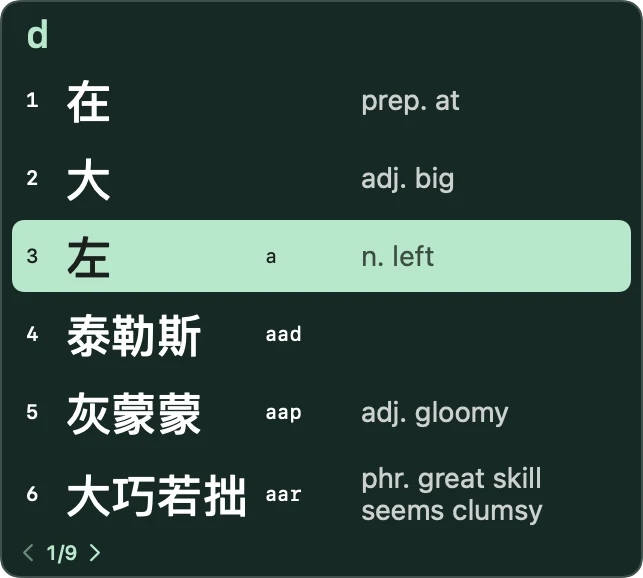 d
1 在 prep. at
2 大 adj. big
3 左 a n. left
4 泰勒斯 aad
5 灰蒙蒙 aap adj. gloomy
6 大巧若拙 aar phr. great skill
seems clumsy
< 1/9 >